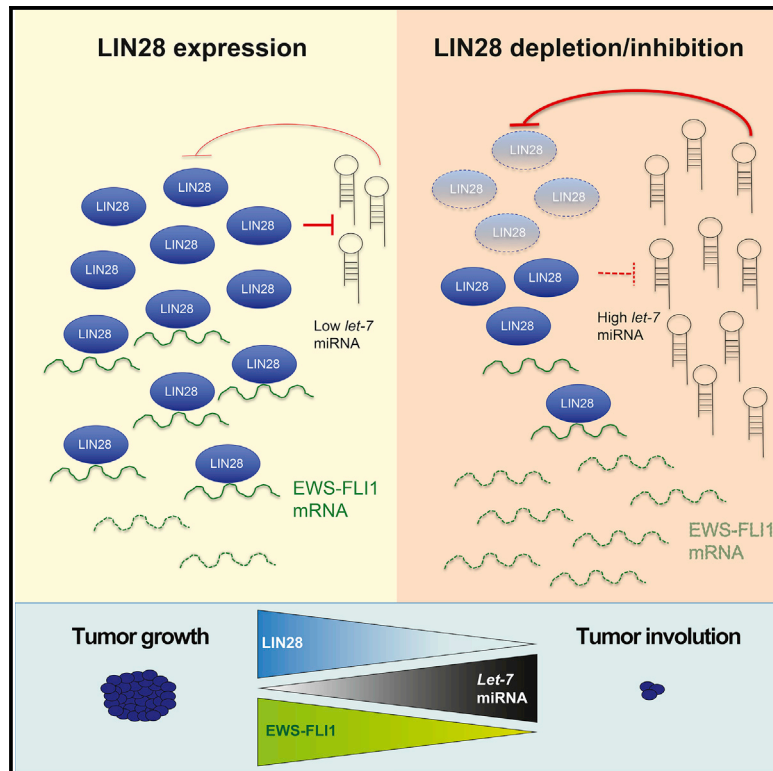 LIN28 expression
LIN28
LIN28
LIN28
LIN28
LIN28
LIN28
LIN28
LIN28
LIN28
LIN28
LIN28
LIN28
Low let-7
miRNA
EWS-FLI1
mRNA
LIN28 depletion/inhibition
LIN28
LIN28
LIN28
LIN28
LIN28
LIN28
LIN28
LIN28
High let-7
miRNA
EWS-FLI1
mRNA
Tumor growth
LIN28
Let-7
miRNA
EWS-FLI1
Tumor involution